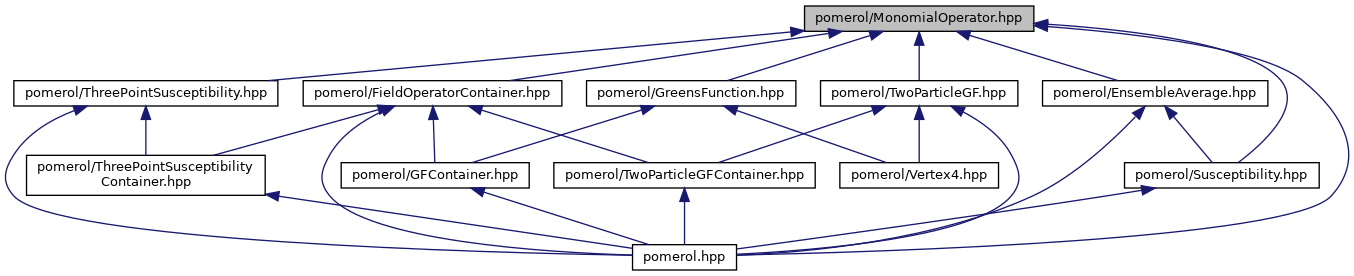 pomerol/MonomialOperator.hpp
pomerol/ThreePointSusceptibility.hpp
pomerol/FieldOperatorContainer.hpp
pomerol/GreensFunction.hpp
pomerol/TwoParticleGF.hpp
pomerol/EnsembleAverage.hpp
pomerol/ThreePointSusceptibility
Container.hpp
pomerol/GFContainer.hpp
pomerol/TwoParticleGFContainer.hpp
pomerol/Vertex4.hpp
pomerol/Susceptibility.hpp
pomerol.hpp